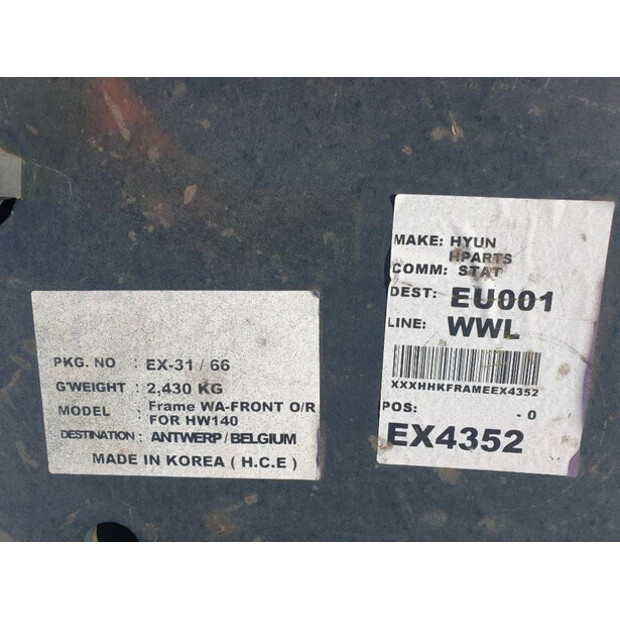 PKG. NO : EX-31 / 66
G'WEIGHT : 2,430 KG
MODEL : Frame WA-FRONT O/R
FOR HW140
DESTINATION : ANTWERP / BELGIUM
MADE IN KOREA ( H.C.E )
MAKE: HYUN
HPARTS
COMM: STAT
DEST: EU001
LINE: WWL
XXXHHKFRAMEEX4352
POS: - 0
EX4352